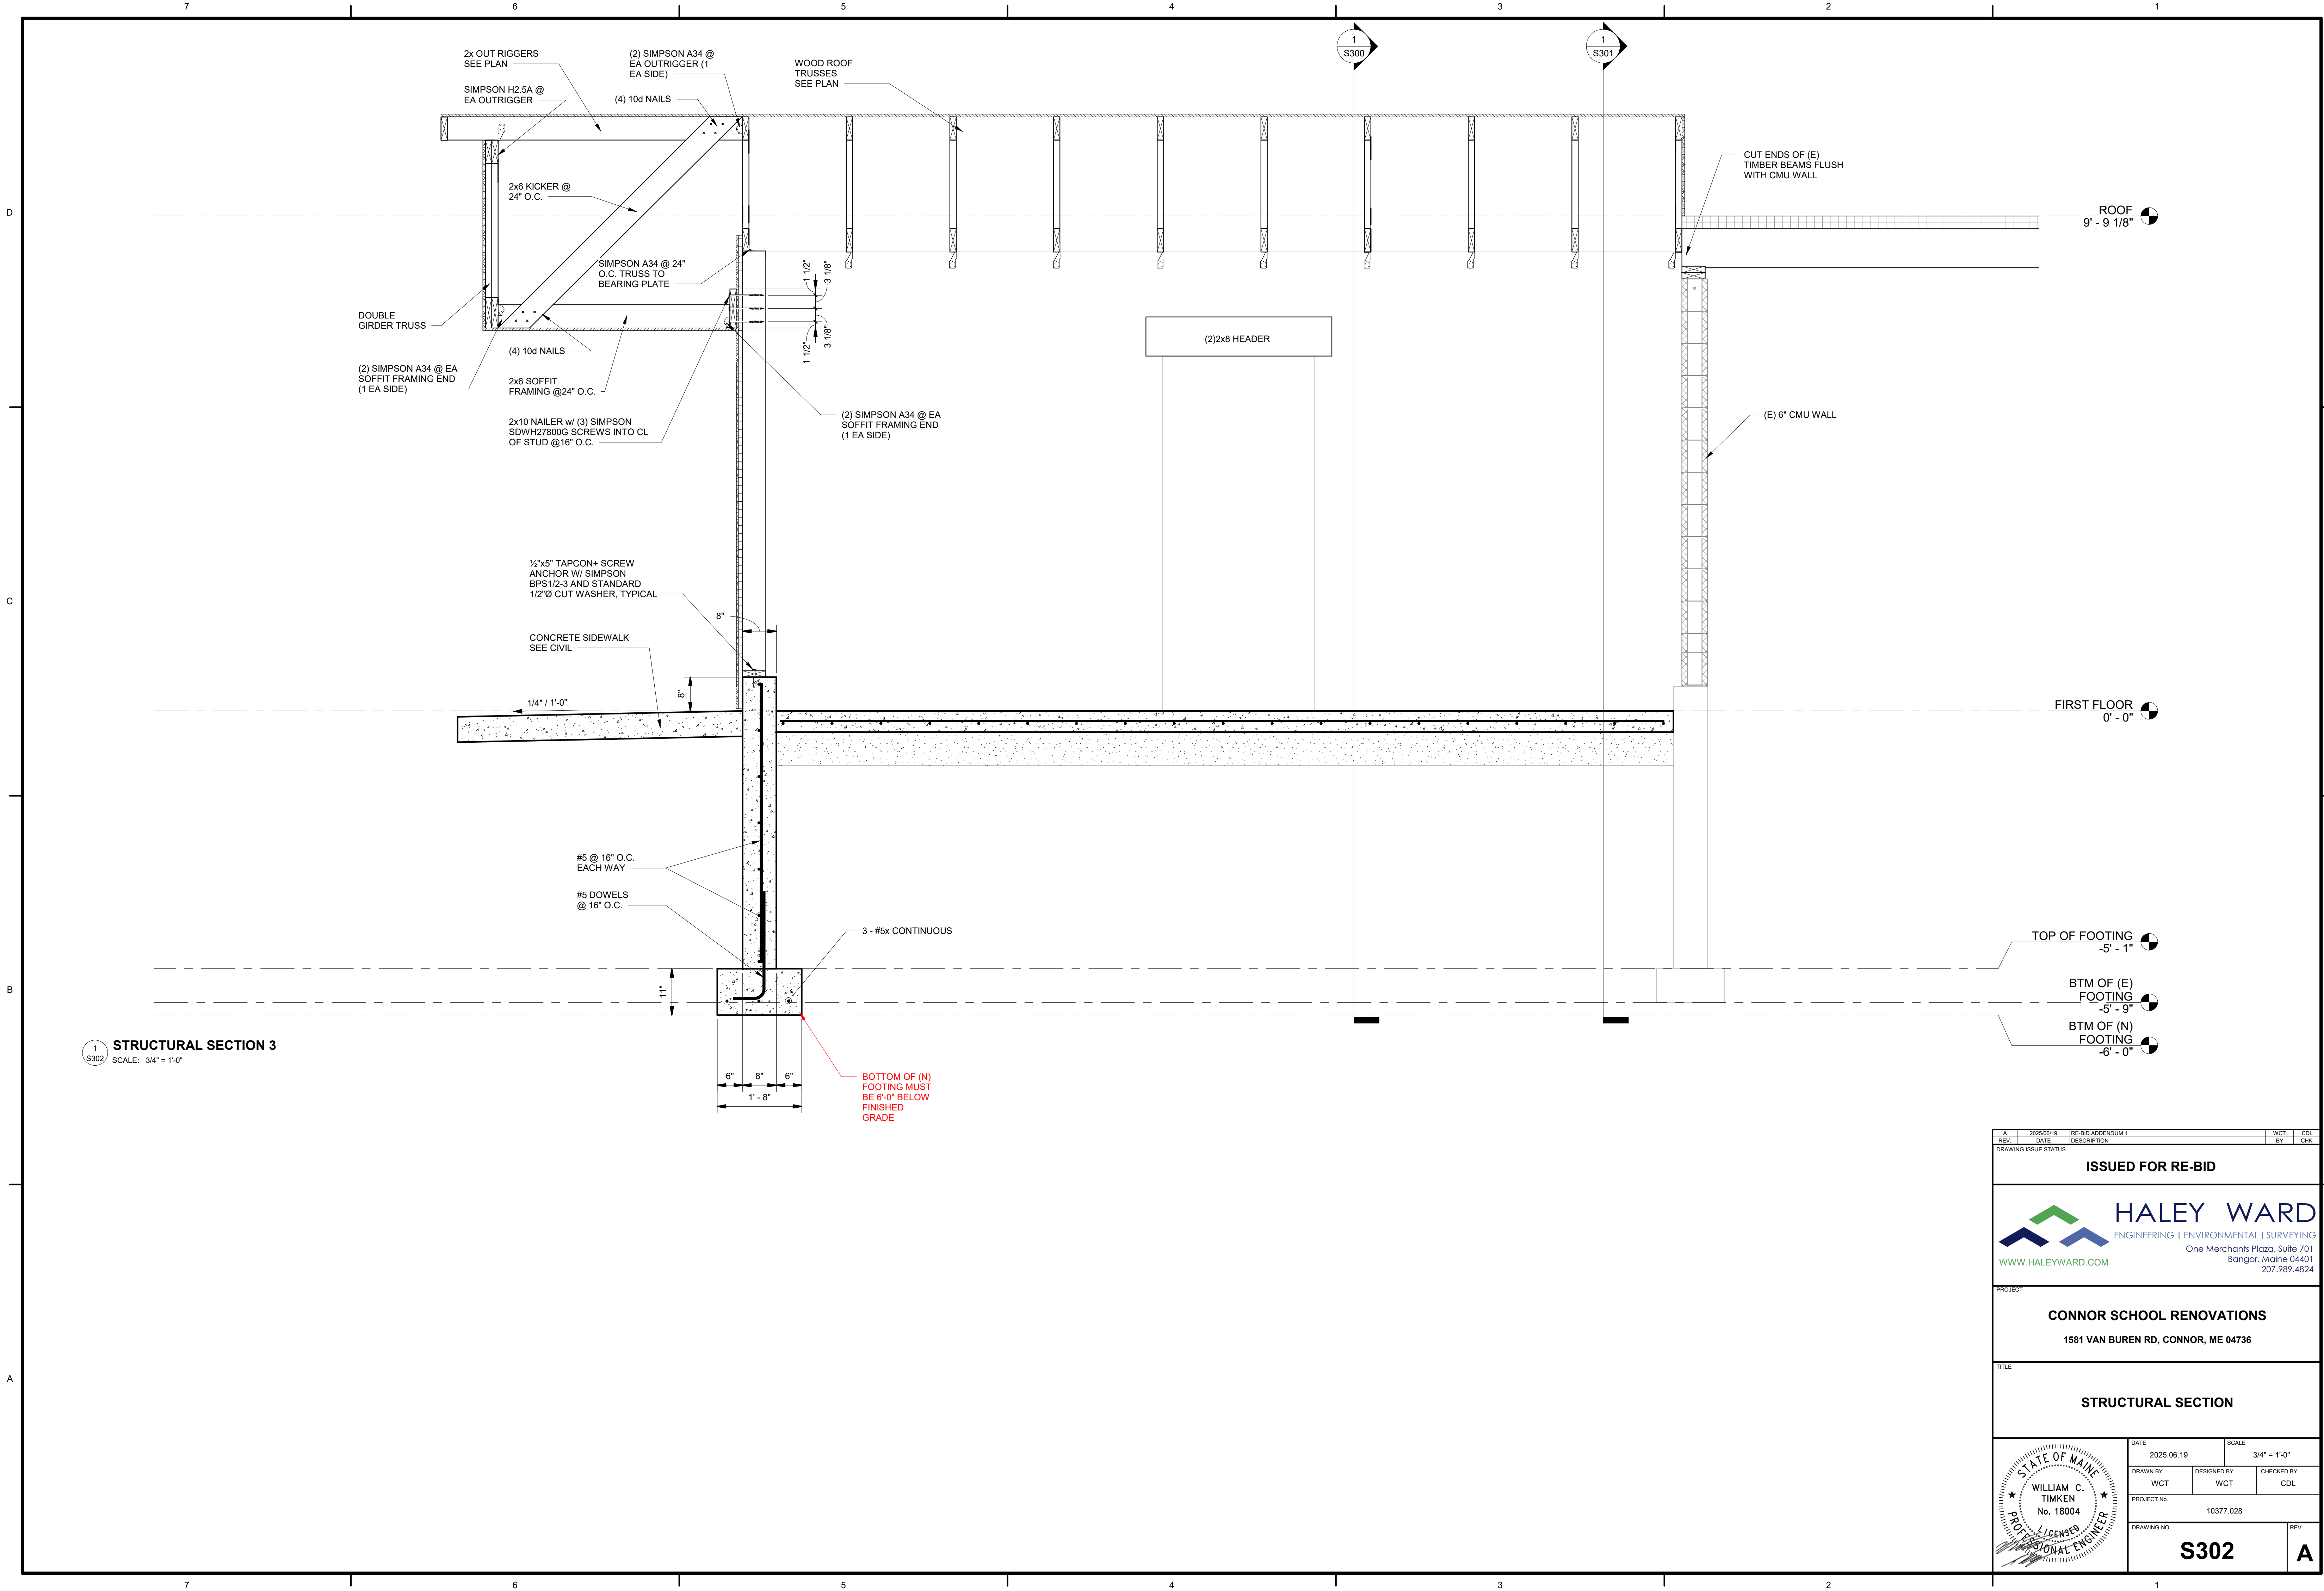 7 6 5 4 3 2 1
1
S300
1
S301
2x OUT RIGGERS
SEE PLAN
(2) SIMPSON A34 @
EA OUTRIGGER (1
EA SIDE)
WOOD ROOF
TRUSSES
SEE PLAN
SIMPSON H2.5A @
EA OUTRIGGER
(4) 10d NAILS
CUT ENDS OF (E)
TIMBER BEAMS FLUSH
WITH CMU WALL
2x6 KICKER @
24" O.C.
D
ROOF
9' - 9 1/8"
SIMPSON A34 @ 24"
O.C. TRUSS TO
BEARING PLATE
1 1/2"
3 1/8"
3 1/8"
1 1/2"
DOUBLE
GIRDER TRUSS
(2)2x8 HEADER
(4) 10d NAILS
(2) SIMPSON A34 @ EA
SOFFIT FRAMING END
(1 EA SIDE)
2x6 SOFFIT
FRAMING @24" O.C.
2x10 NAILER w/ (3) SIMPSON
SDWH27800G SCREWS INTO CL
OF STUD @16" O.C.
(2) SIMPSON A34 @ EA
SOFFIT FRAMING END
(1 EA SIDE)
(E) 6" CMU WALL
½"x5" TAPCON+ SCREW
ANCHOR W/ SIMPSON
BPS1/2-3 AND STANDARD
1/2"Ø CUT WASHER, TYPICAL
C
8"
CONCRETE SIDEWALK
SEE CIVIL
8"
1/4" / 1'-0"
FIRST FLOOR
0' - 0"
#5 @ 16" O.C.
EACH WAY
#5 DOWELS
@ 16" O.C.
3 - #5x CONTINUOUS
TOP OF FOOTING
-5' - 1"
B
11"
BTM OF (E)
FOOTING
-5' - 9"
BTM OF (N)
FOOTING
-6' - 0"
1
S302
STRUCTURAL SECTION 3
SCALE: 3/4" = 1'-0"
6" 8" 6"
1' - 8"
BOTTOM OF (N)
FOOTING MUST
BE 6'-0" BELOW
FINISHED
GRADE
A
A 2025/06/19 RE-BID ADDENDUM 1 WCT CDL
REV. DATE DESCRIPTION BY CHK.
DRAWING ISSUE STATUS
ISSUED FOR RE-BID
HALEY WARD
ENGINEERING | ENVIRONMENTAL | SURVEYING
One Merchants Plaza, Suite 701
Bangor, Maine 04401
207.989.4824
WWW.HALEYWARD.COM
PROJECT
CONNOR SCHOOL RENOVATIONS
1581 VAN BUREN RD, CONNOR, ME 04736
TITLE
STRUCTURAL SECTION
STATE OF MAINE
WILLIAM C.
TIMKEN
No. 18004
LICENSED
PROFESSIONAL ENGINEER
DATE
2025.06.19
SCALE
3/4" = 1'-0"
DRAWN BY
WCT
DESIGNED BY
WCT
CHECKED BY
CDL
PROJECT No.
10377.028
DRAWING NO.
S302
REV.
A
7 6 5 4 3 2 1